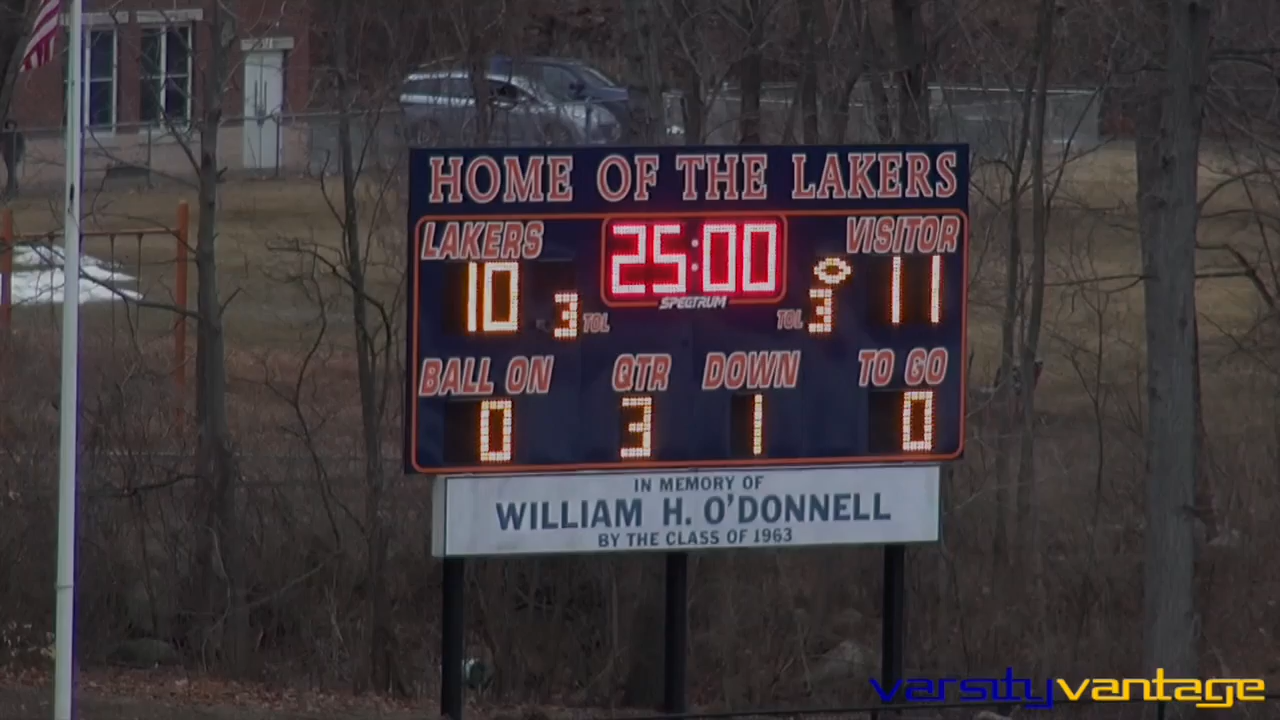 HOME OF THE LAKERS
LAKERS 25:00 VISITOR
10 3 TOL SPECTRUM TOL 3 11
BALL ON QTR DOWN TO GO
0 3 1 0
IN MEMORY OF
WILLIAM H. O'DONNELL
BY THE CLASS OF 1963
varsityvantage